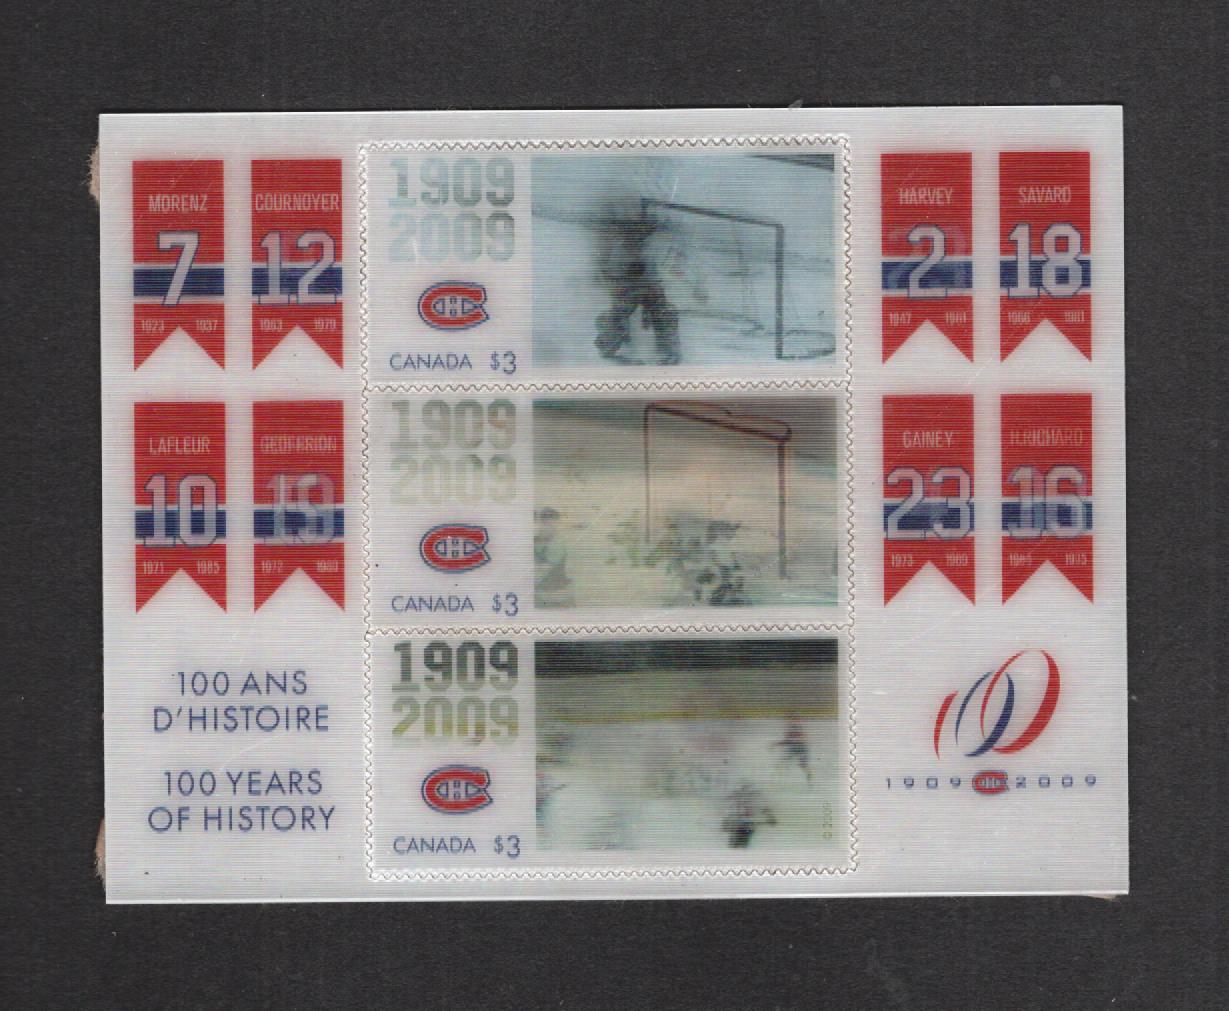 MORENZ
7
1923 1937
COURNOYER
12
1963 1979
1909
2009
CANADA $3
HARVEY
2
1947 1961
SAVARD
18
1966 1981
LAFLEUR
10
1971 1985
GEOFFRION
1909
2009
CANADA $3
GAINEY
23
1973 1989
H.RICHARD
16
100 ANS
D'HISTOIRE
100 YEARS
OF HISTORY
1909
2009
CANADA $3
© 2009
100
1909 2009